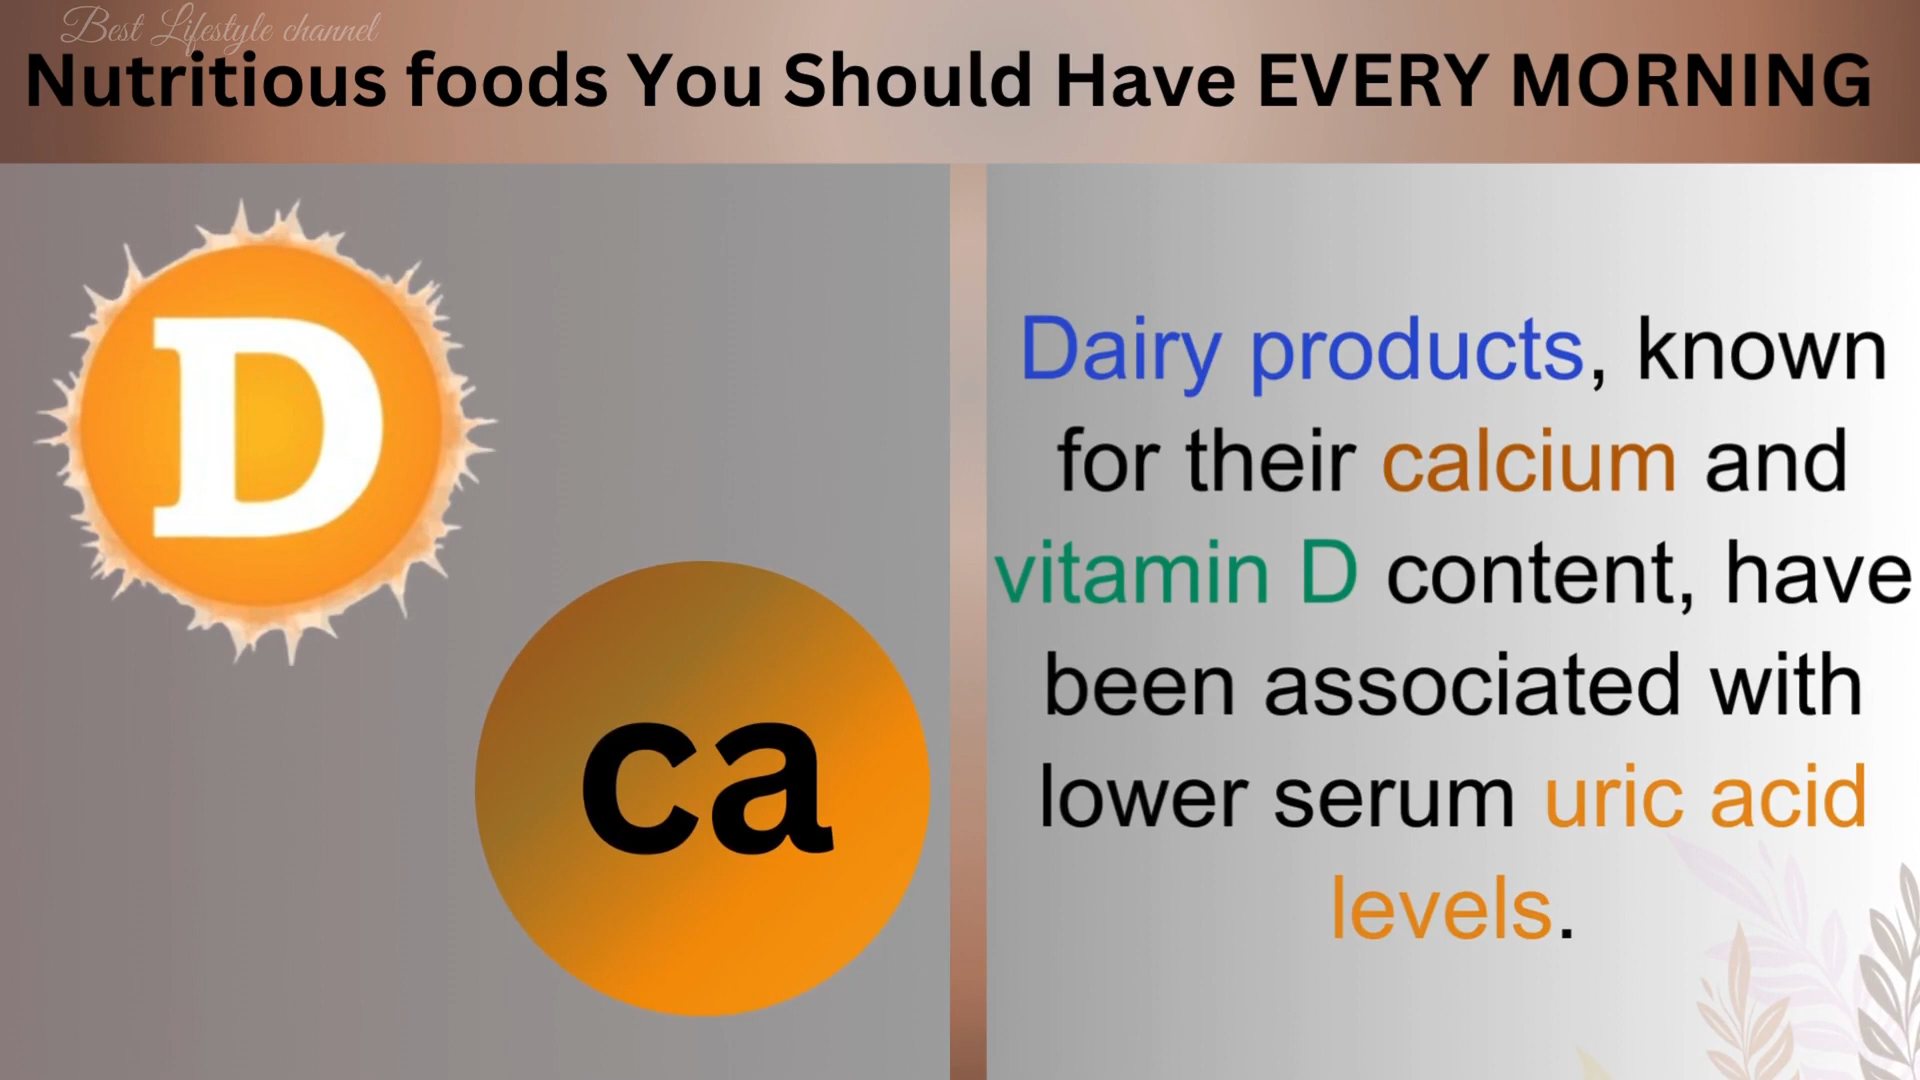 Best Lifestyle channel
Nutritious foods You Should Have EVERY MORNING
D
ca
Dairy products, known
for their calcium and
vitamin D content, have
been associated with
lower serum uric acid
levels.